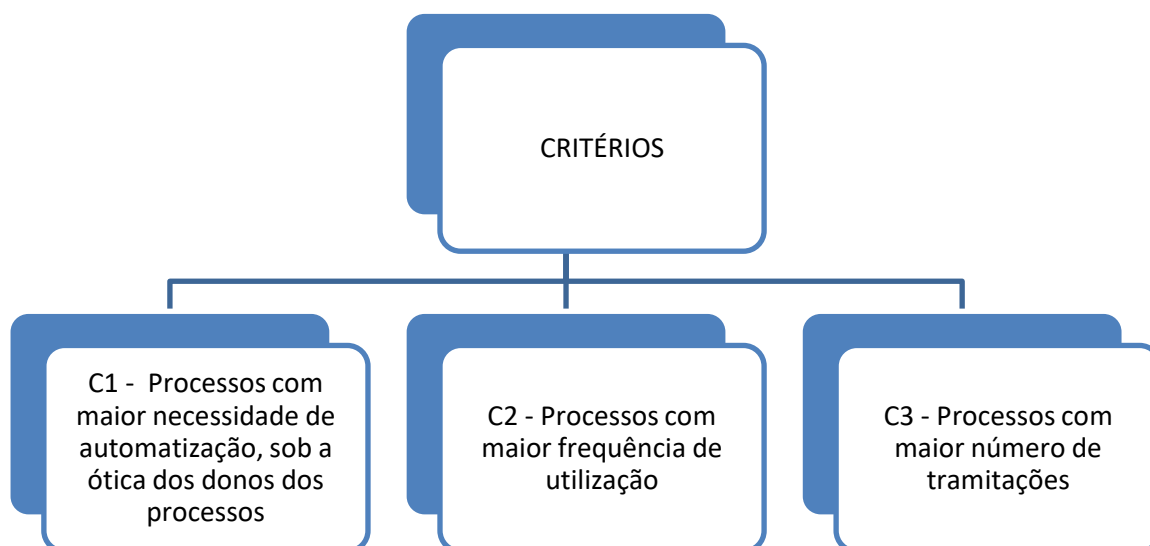 CRITÉRIOS
C1 - Processos com
maior necessidade de
automatização, sob a
ótica dos donos dos
processos
C2 - Processos com
maior frequência de
utilização
C3 - Processos com
maior número de
tramitações